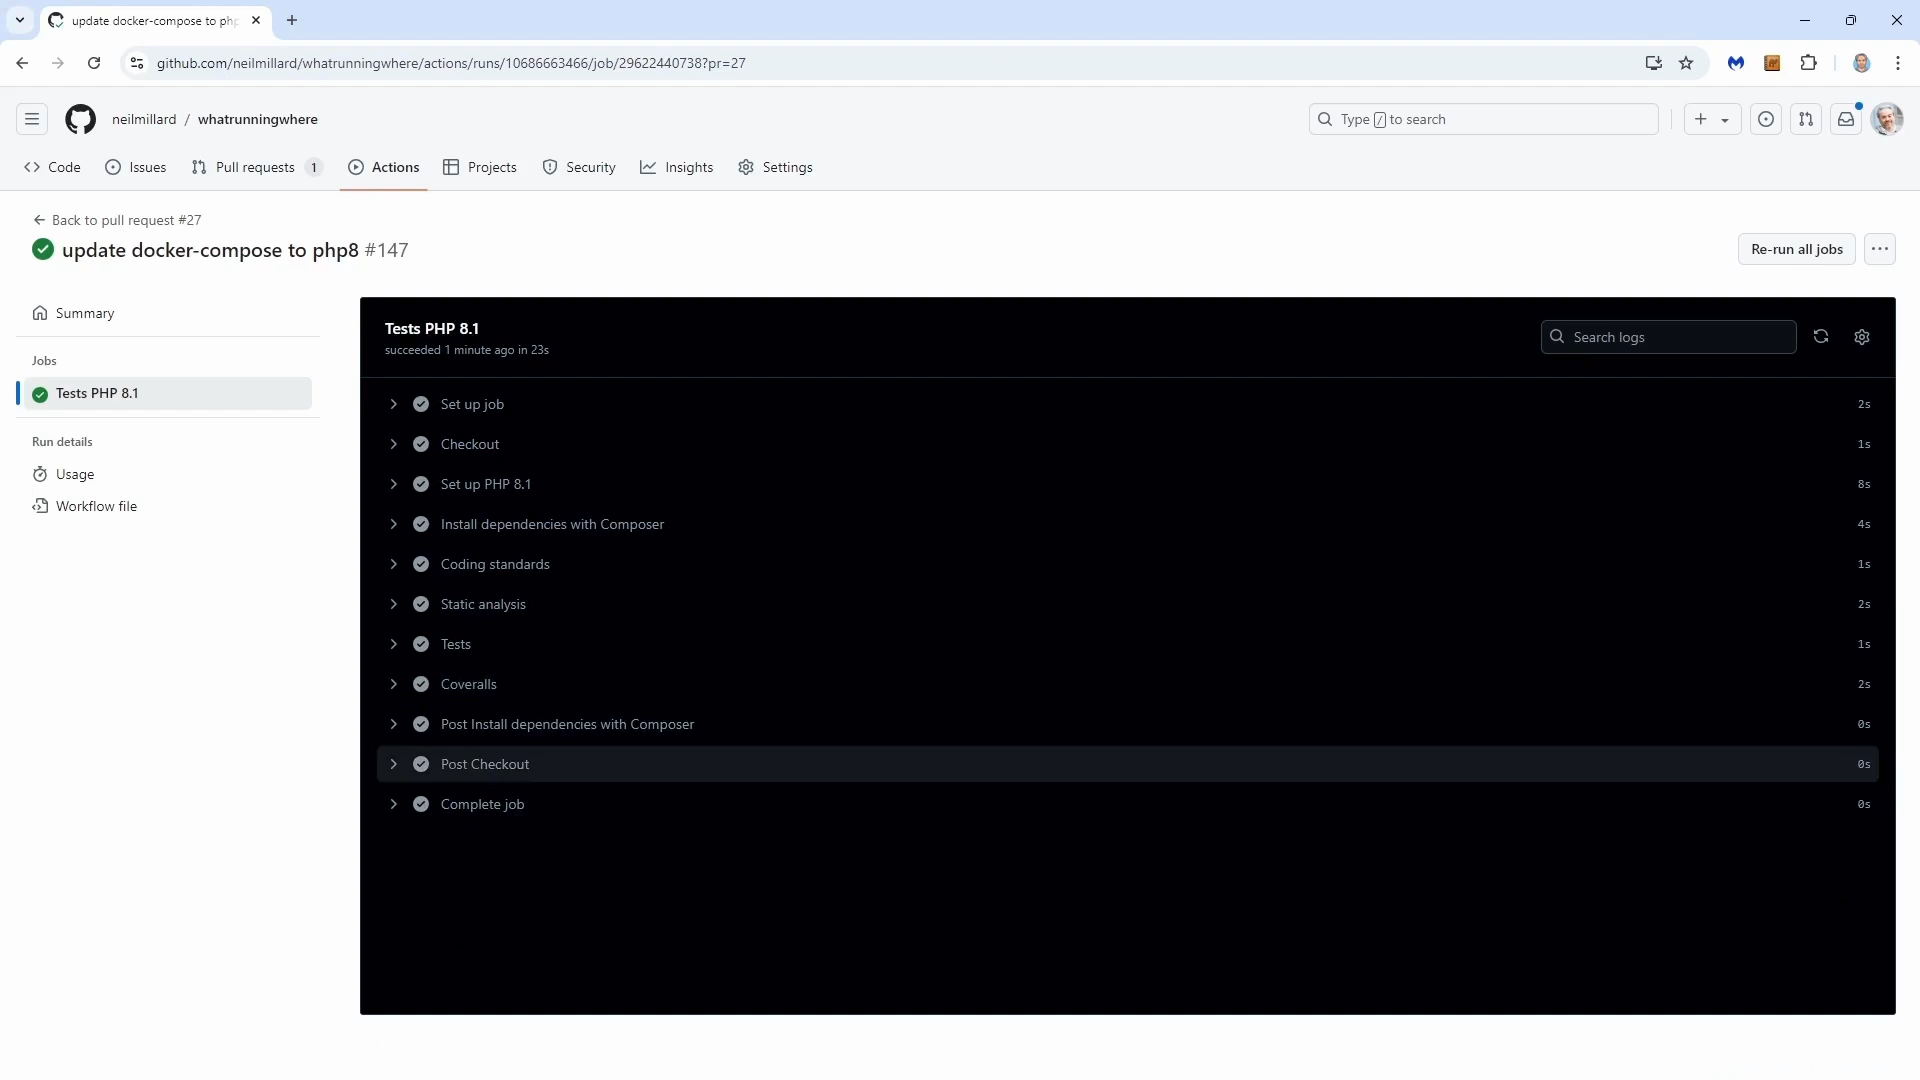 update docker-compose to php
github.com/neilmillard/whatrunningwhere/actions/runs/10686663466/job/29622440738?pr=27
neilmillard / whatrunningwhere
Type / to search
Code
Issues
Pull requests 1
Actions
Projects
Security
Insights
Settings
Back to pull request #27
update docker-compose to php8 #147
Re-run all jobs
Summary
Jobs
Tests PHP 8.1
Run details
Usage
Workflow file
Tests PHP 8.1
succeeded 1 minute ago in 23s
Search logs
Set up job 2s
Checkout 1s
Set up PHP 8.1 8s
Install dependencies with Composer 4s
Coding standards 1s
Static analysis 2s
Tests 1s
Coveralls 2s
Post Install dependencies with Composer 0s
Post Checkout 0s
Complete job 0s